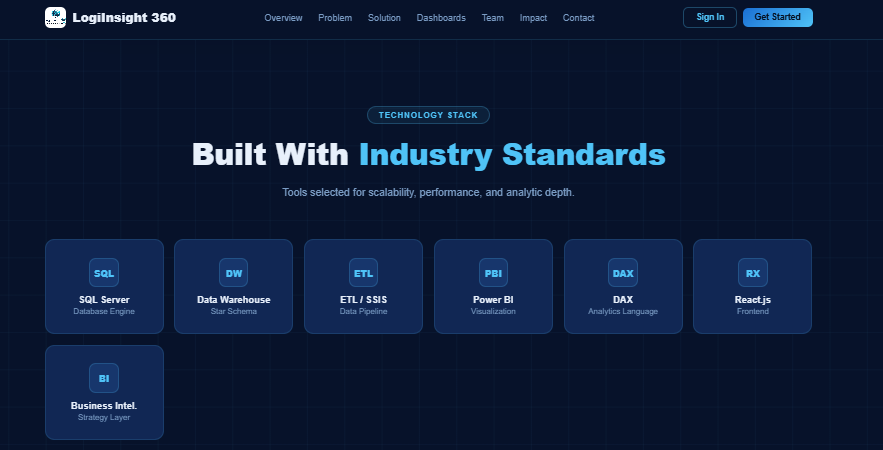 LogiInsight 360
Overview Problem Solution Dashboards Team Impact Contact
Sign In Get Started
TECHNOLOGY STACK
Built With Industry Standards
Tools selected for scalability, performance, and analytic depth.
SQL
SQL Server
Database Engine
DW
Data Warehouse
Star Schema
ETL
ETL / SSIS
Data Pipeline
PBI
Power BI
Visualization
DAX
DAX
Analytics Language
RX
React.js
Frontend
BI
Business Intel.
Strategy Layer